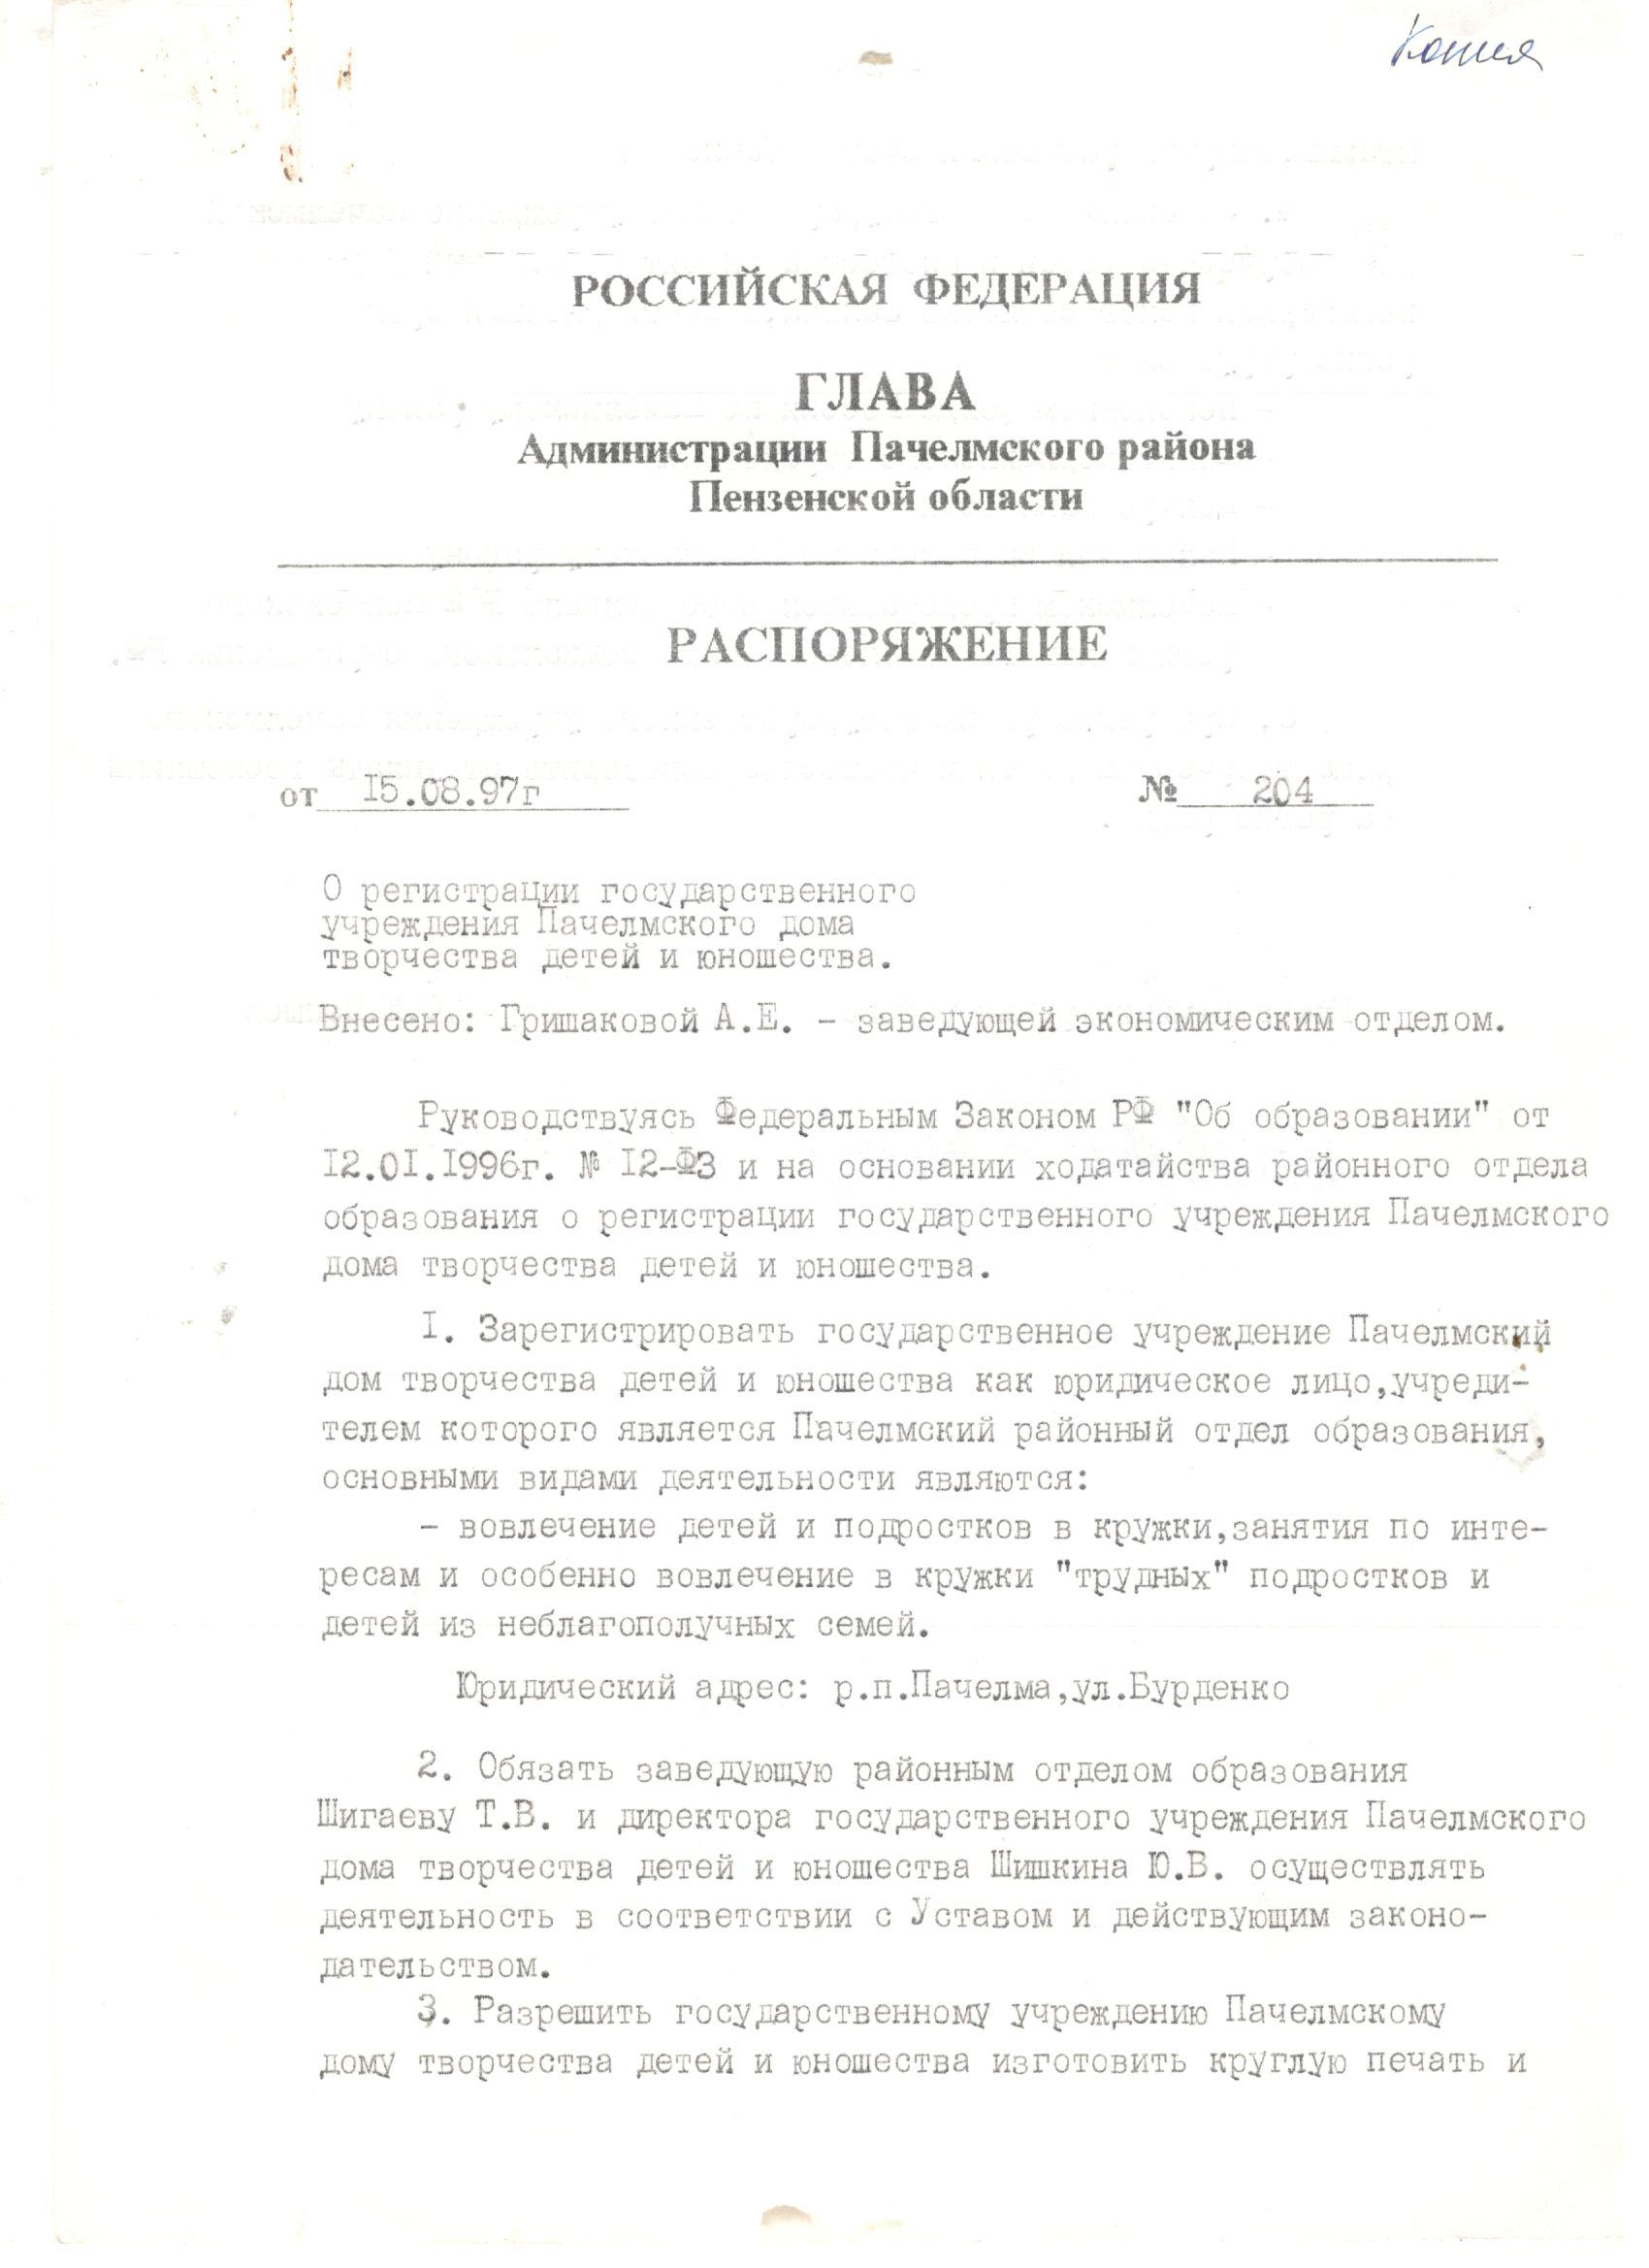 Копия
РОССИЙСКАЯ ФЕДЕРАЦИЯ
ГЛАВА
Администрации Пачелмского района
Пензенской области
РАСПОРЯЖЕНИЕ
от 15.08.97г № 204
О регистрации государственного
учреждения Пачелмского дома
творчества детей и юношества.
Внесено: Гришаковой А.Е. - заведующей экономическим отделом.
Руководствуясь Федеральным Законом РФ "Об образовании" от
12.01.1996г. № 12-ФЗ и на основании ходатайства районного отдела
образования о регистрации государственного учреждения Пачелмского
дома творчества детей и юношества.
1. Зарегистрировать государственное учреждение Пачелмский
дом творчества детей и юношества как юридическое лицо,учреди-
телем которого является Пачелмский районный отдел образования,
основными видами деятельности являются:
- вовлечение детей и подростков в кружки,занятия по инте-
ресам и особенно вовлечение в кружки "трудных" подростков и
детей из неблагополучных семей.
Юридический адрес: р.п.Пачелма,ул.Бурденко
2. Обязать заведующую районным отделом образования
Шигаеву Т.В. и директора государственного учреждения Пачелмского
дома творчества детей и юношества Шишкина Ю.В. осуществлять
деятельность в соответствии с Уставом и действующим законо-
дательством.
3. Разрешить государственному учреждению Пачелмскому
дому творчества детей и юношества изготовить круглую печать и